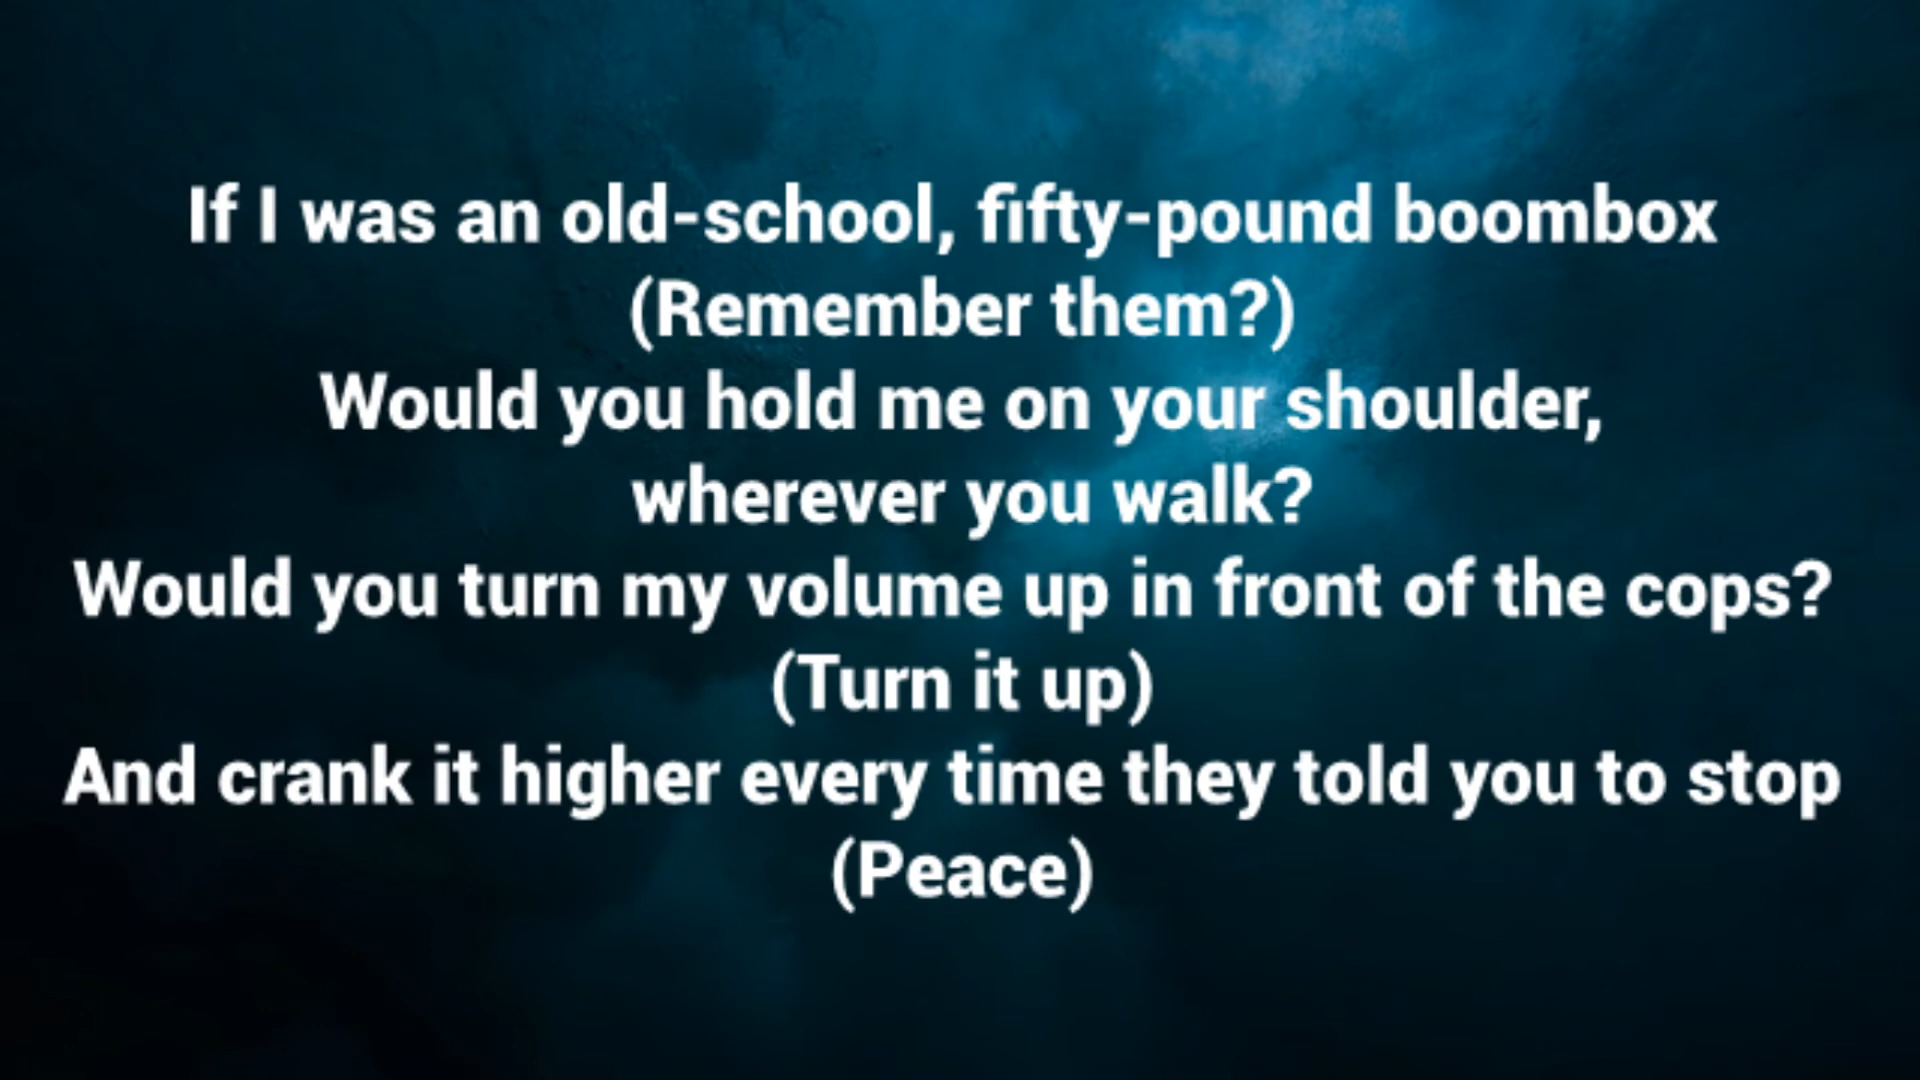 If I was an old-school, fifty-pound boombox
(Remember them?)
Would you hold me on your shoulder,
wherever you walk?
Would you turn my volume up in front of the cops?
(Turn it up)
And crank it higher every time they told you to stop
(Peace)